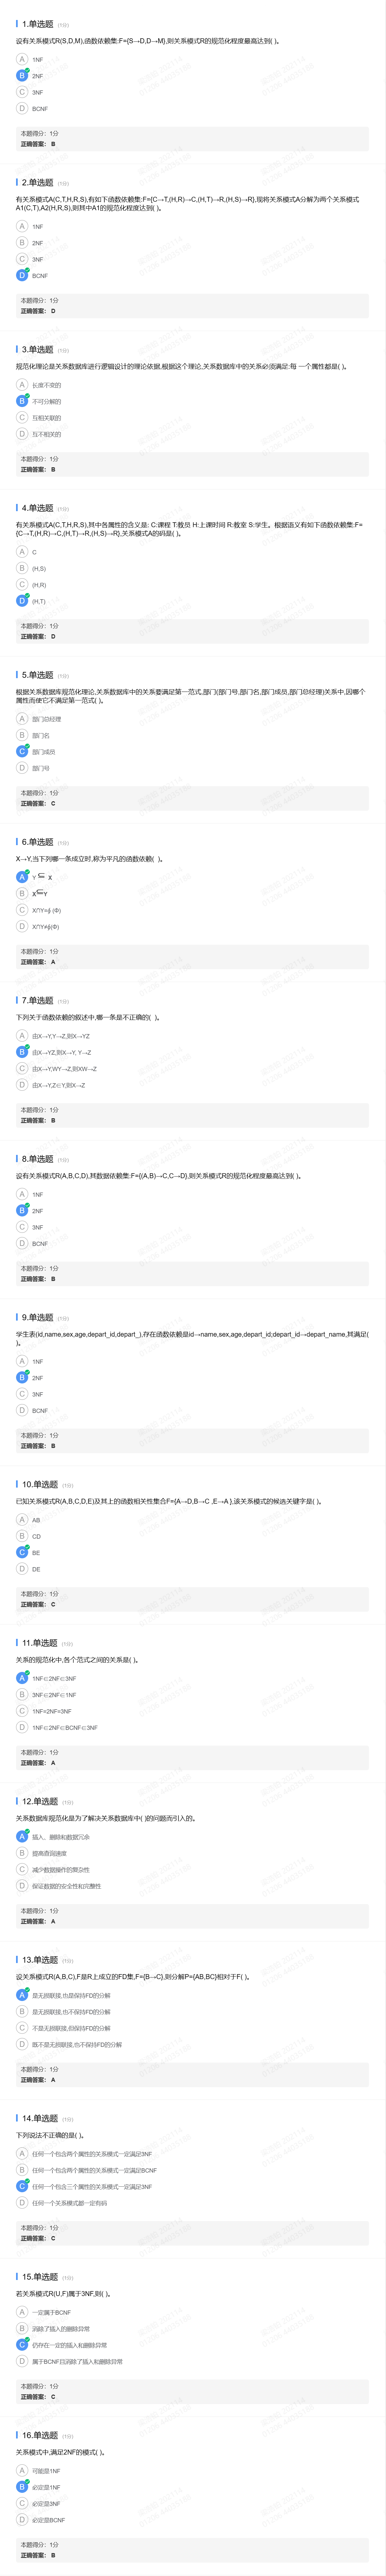 1.单选题 (1分)
设有关系模式R(S,D,M),函数依赖集:F={S→D,D→M},则关系模式R的规范化程度最高达到( )。
A 1NF
B 2NF
C 3NF
D BCNF
本题得分：1分
正确答案： B
2.单选题 (1分)
有关系模式A(C,T,H,R,S),有如下函数依赖集:F={C→T,(H,R)→C,(H,T)→R,(H,S)→R},现将关系模式A分解为两个关系模式
A1(C,T),A2(H,R,S),则其中A1的规范化程度达到( )。
A 1NF
B 2NF
C 3NF
D BCNF
本题得分：1分
正确答案： D
3.单选题 (1分)
规范化理论是关系数据库进行逻辑设计的理论依据,根据这个理论,关系数据库中的关系必须满足:每 一个属性都是( )。
A 长度不变的
B 不可分解的
C 互相关联的
D 互不相关的
本题得分：1分
正确答案： B
4.单选题 (1分)
有关系模式A(C,T,H,R,S),其中各属性的含义是: C:课程 T:教员 H:上课时间 R:教室 S:学生。根据语义有如下函数依赖集:F=
{C→T,(H,R)→C,(H,T)→R,(H,S)→R},关系模式A的码是( )。
A C
B (H,S)
C (H,R)
D (H,T)
本题得分：1分
正确答案： D
5.单选题 (1分)
根据关系数据库规范化理论,关系数据库中的关系要满足第一范式,部门(部门号,部门名,部门成员,部门总经理)关系中,因哪个
属性而使它不满足第一范式( )。
A 部门总经理
B 部门名
C 部门成员
D 部门号
本题得分：1分
正确答案： C
6.单选题 (1分)
X→Y,当下列哪一条成立时,称为平凡的函数依赖( )。
A Y ⊆ X
B X⊆Y
C X∩Y=∮ (Φ)
D X∩Y≠∮(Φ)
本题得分：1分
正确答案： A
7.单选题 (1分)
下列关于函数依赖的叙述中,哪一条是不正确的( )。
A 由X→Y,Y→Z,则X→YZ
B 由X→YZ,则X→Y, Y→Z
C 由X→Y,WY→Z,则XW→Z
D 由X→Y,Z∈Y,则X→Z
本题得分：1分
正确答案： B
8.单选题 (1分)
设有关系模式R(A,B,C,D),其数据依赖集:F={(A,B)→C,C→D},则关系模式R的规范化程度最高达到( )。
A 1NF
B 2NF
C 3NF
D BCNF
本题得分：1分
正确答案： B
9.单选题 (1分)
学生表(id,name,sex,age,depart_id,depart_),存在函数依赖是id→name,sex,age,depart_id;depart_id→depart_name,其满足(
)。
A 1NF
B 2NF
C 3NF
D BCNF
本题得分：1分
正确答案： B
10.单选题 (1分)
已知关系模式R(A,B,C,D,E)及其上的函数相关性集合F={A→D,B→C ,E→A },该关系模式的候选关键字是( )。
A AB
B CD
C BE
D DE
本题得分：1分
正确答案： C
11.单选题 (1分)
关系的规范化中,各个范式之间的关系是( )。
A 1NF∈2NF∈3NF
B 3NF∈2NF∈1NF
C 1NF=2NF=3NF
D 1NF∈2NF∈BCNF∈3NF
本题得分：1分
正确答案： A
12.单选题 (1分)
关系数据库规范化是为了解决关系数据库中( )的问题而引入的。
A 插入、删除和数据冗余
B 提高查询速度
C 减少数据操作的复杂性
D 保证数据的安全性和完整性
本题得分：1分
正确答案： A
13.单选题 (1分)
设关系模式R(A,B,C),F是R上成立的FD集,F={B→C},则分解P={AB,BC}相对于F( )。
A 是无损联接,也是保持FD的分解
B 是无损联接,也不保持FD的分解
C 不是无损联接,但保持FD的分解
D 既不是无损联接,也不保持FD的分解
本题得分：1分
正确答案： A
14.单选题 (1分)
下列说法不正确的是( )。
A 任何一个包含两个属性的关系模式一定满足3NF
B 任何一个包含两个属性的关系模式一定满足BCNF
C 任何一个包含三个属性的关系模式一定满足3NF
D 任何一个关系模式都一定有码
本题得分：1分
正确答案： C
15.单选题 (1分)
若关系模式R(U,F)属于3NF,则( )。
A 一定属于BCNF
B 消除了插入的删除异常
C 仍存在一定的插入和删除异常
D 属于BCNF且消除了插入和删除异常
本题得分：1分
正确答案： C
16.单选题 (1分)
关系模式中,满足2NF的模式( )。
A 可能是1NF
B 必定是1NF
C 必定是3NF
D 必定是BCNF
本题得分：1分
正确答案： B